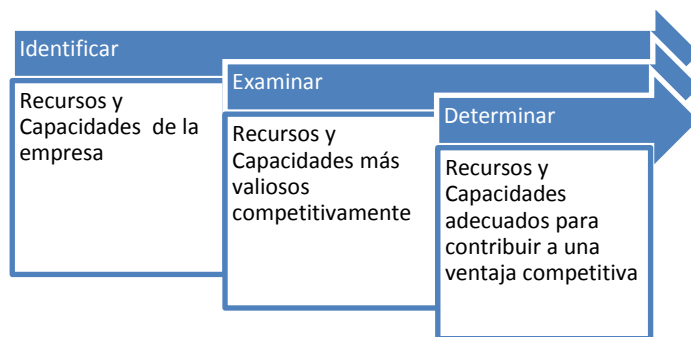 Identificar
Recursos y
Capacidades de la
empresa
Examinar
Recursos y
Capacidades más
valiosos
competitivamente
Determinar
Recursos y
Capacidades
adecuados para
contribuir a una
ventaja competitiva